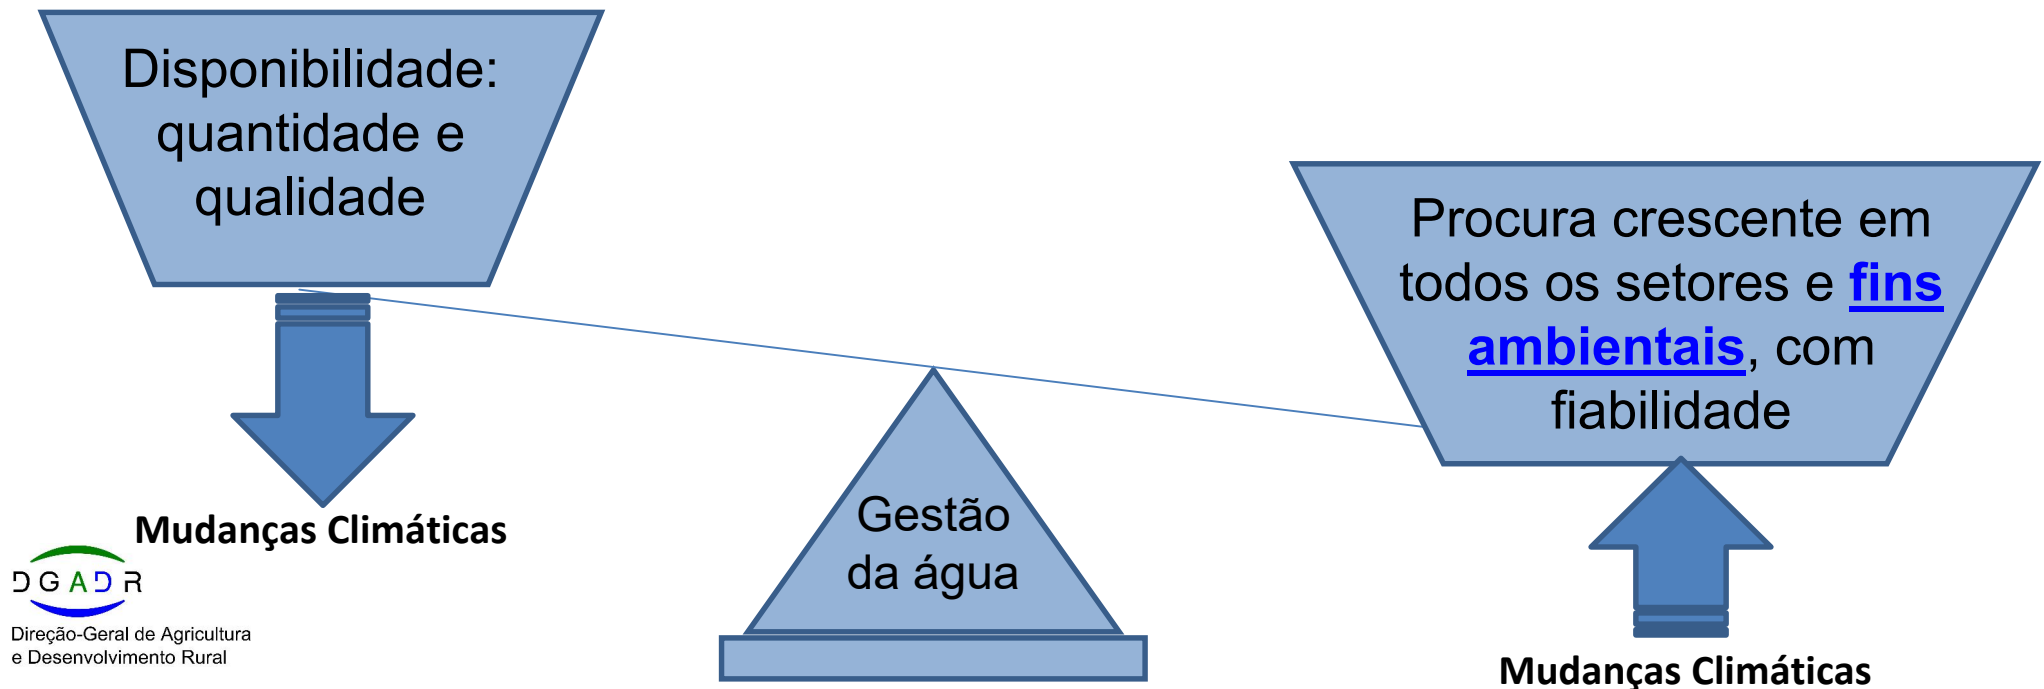 Disponibilidade:
quantidade e
qualidade
Mudanças Climáticas
Procura crescente em
todos os setores e fins
ambientais, com
fiabilidade
Mudanças Climáticas
Gestão
da água
DGADR
Direção-Geral de Agricultura
e Desenvolvimento Rural